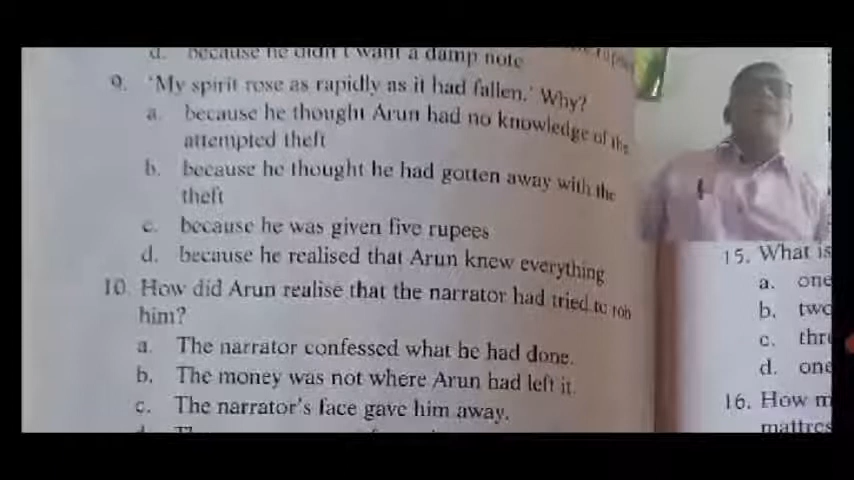 d. because he didn't want a damp note
9. 'My spirit rose as rapidly as it had fallen.' Why?
a. because he thought Arun had no knowledge of the
attempted theft
b. because he thought he had gotten away with the
theft
c. because he was given five rupees
d. because he realised that Arun knew everything
10. How did Arun realise that the narrator had tried to rob
him?
a. The narrator confessed what he had done.
b. The money was not where Arun had left it.
c. The narrator's face gave him away.
15. What is
a. one
b. two
c.
d. one
16. How